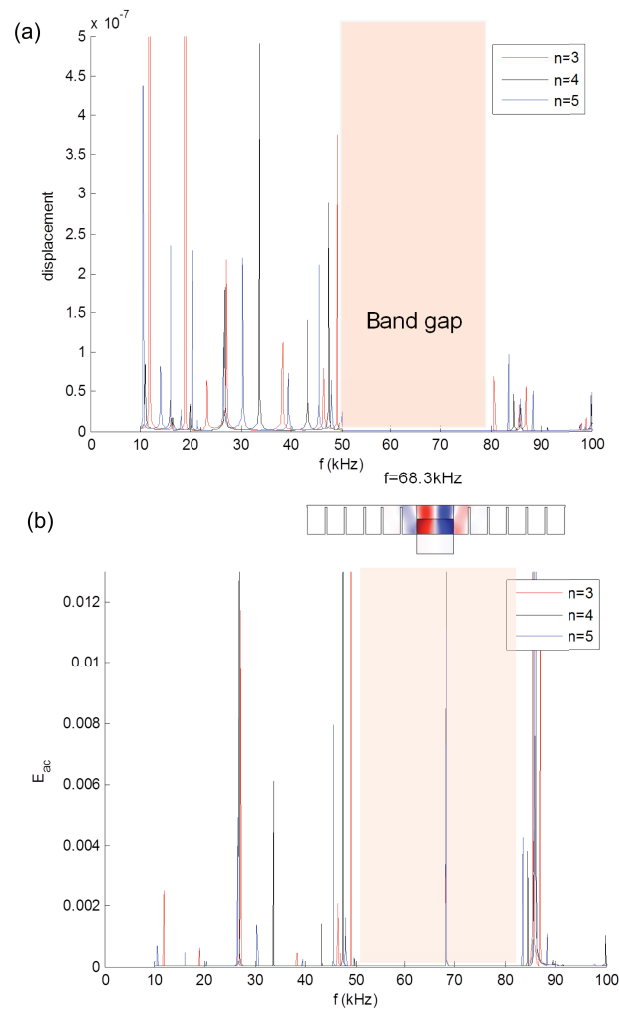 (a)
x 10^-7
5
4.5
4
3.5
3
2.5
2
1.5
1
0.5
0
displacement
n=3
n=4
n=5
Band gap
0 10 20 30 40 50 60 70 80 90 100
f (kHz)
f=68.3kHz
(b)
0.012
0.01
0.008
0.006
0.004
0.002
0
E_ac
n=3
n=4
n=5
0 10 20 30 40 50 60 70 80 90 100
f (kHz)